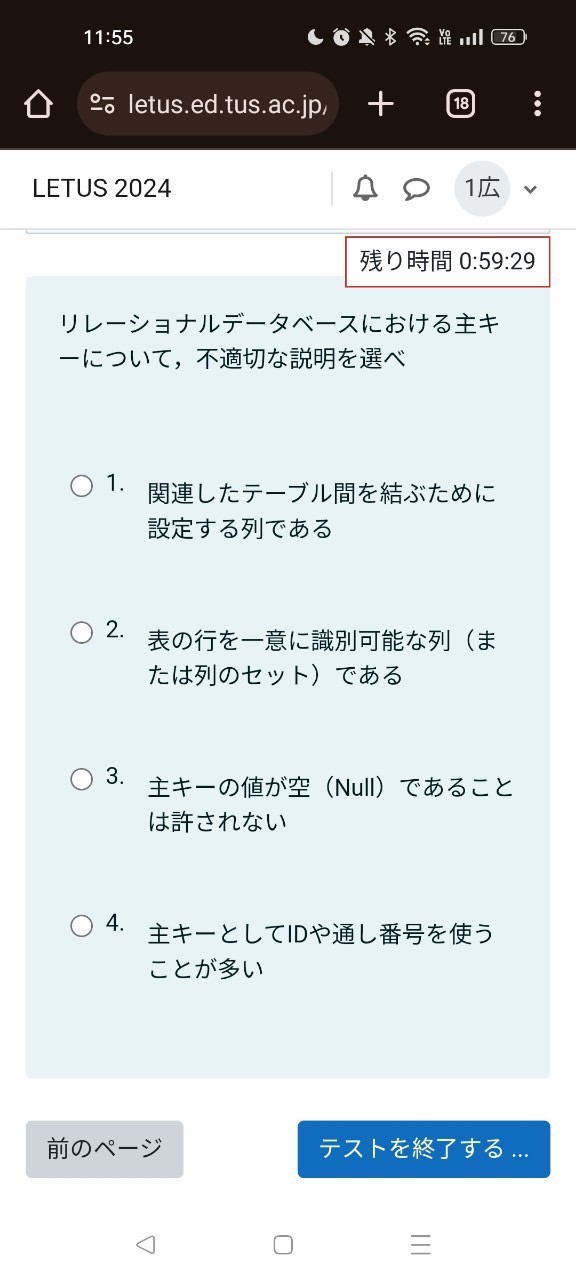 11:55
Vo
LTE
76
letus.ed.tus.ac.jp/
18
LETUS 2024
1広
残り時間 0:59:29
リレーショナルデータベースにおける主キ
ーについて，不適切な説明を選べ
1.
関連したテーブル間を結ぶために
設定する列である
2.
表の行を一意に識別可能な列（ま
たは列のセット）である
3.
主キーの値が空（Null）であること
は許されない
4.
主キーとしてIDや通し番号を使う
ことが多い
前のページ
テストを終了する ...